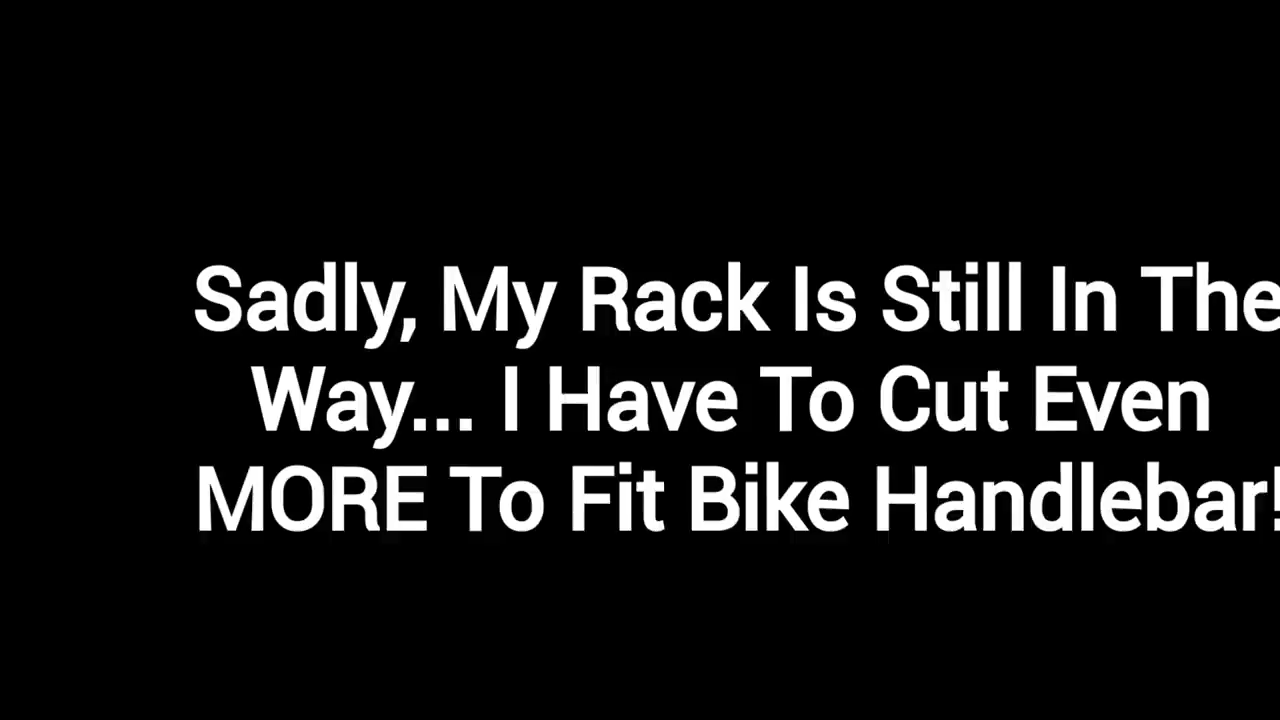 Sadly, My Rack Is Still In The
Way... I Have To Cut Even
MORE To Fit Bike Handlebar!